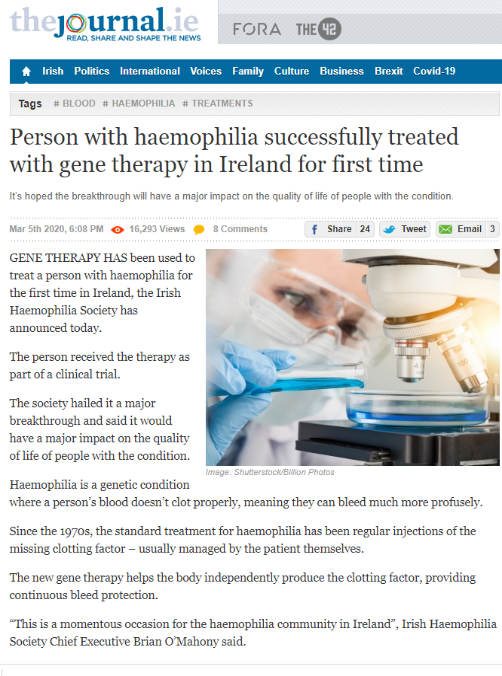 thejournal.ie
READ, SHARE AND SHAPE THE NEWS
FORA THE 42
Irish Politics International Voices Family Culture Business Brexit Covid-19
Tags # BLOOD # HAEMOPHILIA # TREATMENTS
Person with haemophilia successfully treated
with gene therapy in Ireland for first time
It's hoped the breakthrough will have a major impact on the quality of life of people with the condition.
Mar 5th 2020, 6:08 PM 16,293 Views 8 Comments Share 24 Tweet Email 3
GENE THERAPY HAS been used to
treat a person with haemophilia for
the first time in Ireland, the Irish
Haemophilia Society has
announced today.
The person received the therapy as
part of a clinical trial.
The society hailed it a major
breakthrough and said it would
have a major impact on the quality
of life of people with the condition.
Image: Shutterstock/Billion Photos
Haemophilia is a genetic condition
where a person's blood doesn't clot properly, meaning they can bleed much more profusely.
Since the 1970s, the standard treatment for haemophilia has been regular injections of the
missing clotting factor – usually managed by the patient themselves.
The new gene therapy helps the body independently produce the clotting factor, providing
continuous bleed protection.
“This is a momentous occasion for the haemophilia community in Ireland”, Irish Haemophilia
Society Chief Executive Brian O’Mahony said.